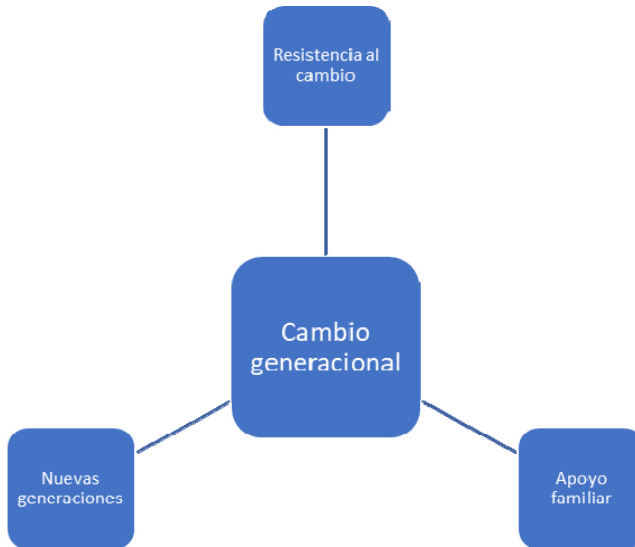 Resistencia al
cambio
Cambio
generacional
Nuevas
generaciones
Apoyo
familiar